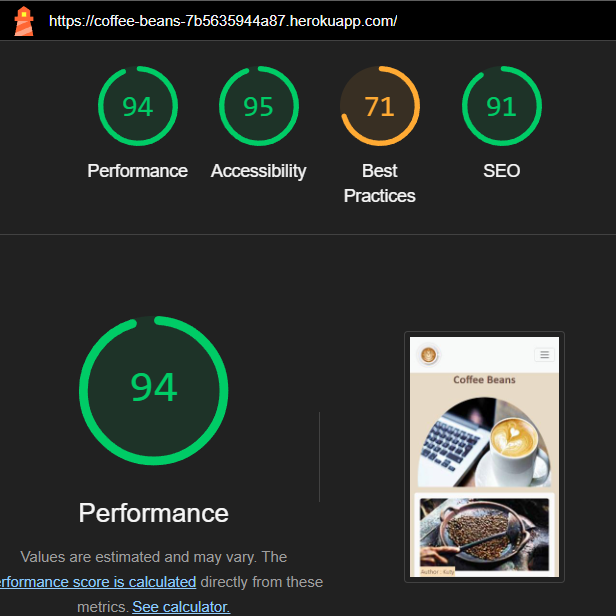 https://coffee-beans-7b5635944a87.herokuapp.com/
94
95
71
91
Performance
Accessibility
Best
Practices
SEO
94
Performance
Values are estimated and may vary. The
erformance score is calculated directly from these
metrics. See calculator.
Coffee Beans
Author :